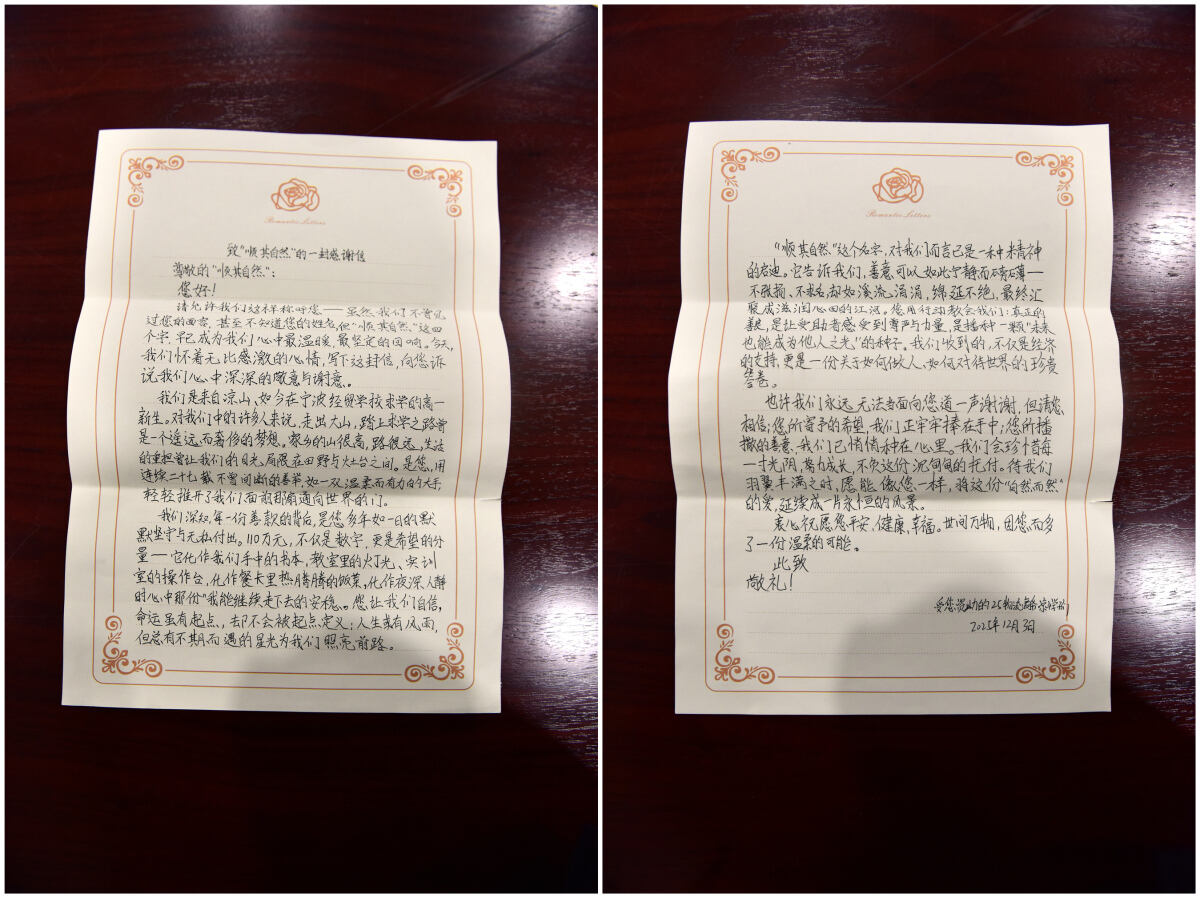 Romantic Letters
致“顺其自然”的一封感谢信
尊敬的“顺其自然”：
您好！
请允许我们这样称呼您——虽然我们不曾见
过您的面容，甚至不知道您的姓名，但“顺其自然”这四
个字，早已成为我们心中最温暖、最坚定的回响。今天，
我们怀着无比感激的心情，写下这封信，向您诉
说我们心中深深的敬意与谢意。
我们是来自凉山，如今在宁波经贸学校求学的高一
新生。对我们中的许多人来说，走出大山，踏上求学之路曾
是一个遥远而奢侈的梦想。家乡的山很高，路很远，生活
的重担曾让我们的目光局限在田野与灶台之间。是您，用
连续二十七载不曾间断的善举，如一双温柔而有力的大手，
轻轻推开了我们面前那扇通向世界的门。
我们深知，每一份善款的背后，是您多年如一日的默
默坚守与无私付出。110万元，不仅是数字，更是希望的分
量——它化作我们手中的书本，教室里的灯光、实训
室的操作台，化作餐卡里热腾腾的饭菜，化作夜深人静
时心中那份“我能继续走下去的安稳。您让我们自信，
命运虽有起点，却不会被起点定义；人生或有风雨，
但总有不期而遇的星光为我们照亮前路。
Romantic Letters
“顺其自然”这个名字，对我们而言已是一种精神
的启迪。它告诉我们，善意可以如此宁静而磅礴——
不张扬、不求名，却如溪流涓涓，绵延不绝，最终汇
聚成滋润心田的江河。您用行动教会我们：真正的
善良，是让受助者感受到尊严与力量，是播种一颗“未来
也能成为他人之光”的种子。我们收到的，不仅是经济
的支持，更是一份关于如何做人、如何对待世界的珍贵
答卷。
也许我们永远无法当面向您道一声谢谢，但请您
相信：您所寄予的希望，我们正牢牢捧在手中；您所播
撒的善意，我们已悄悄种在心里。我们会珍惜每
一寸光阴，努力成长，不负这份沉甸甸的托付。待我们
羽翼丰满之时，愿能像您一样，将这份“自然而然”
的爱，延续成一片永恒的风景。
衷心祝愿您平安、健康，幸福。世间万物，因您而多
了一份温柔的可能。
此致
敬礼！
受您资助的25物流
2025年12月3日